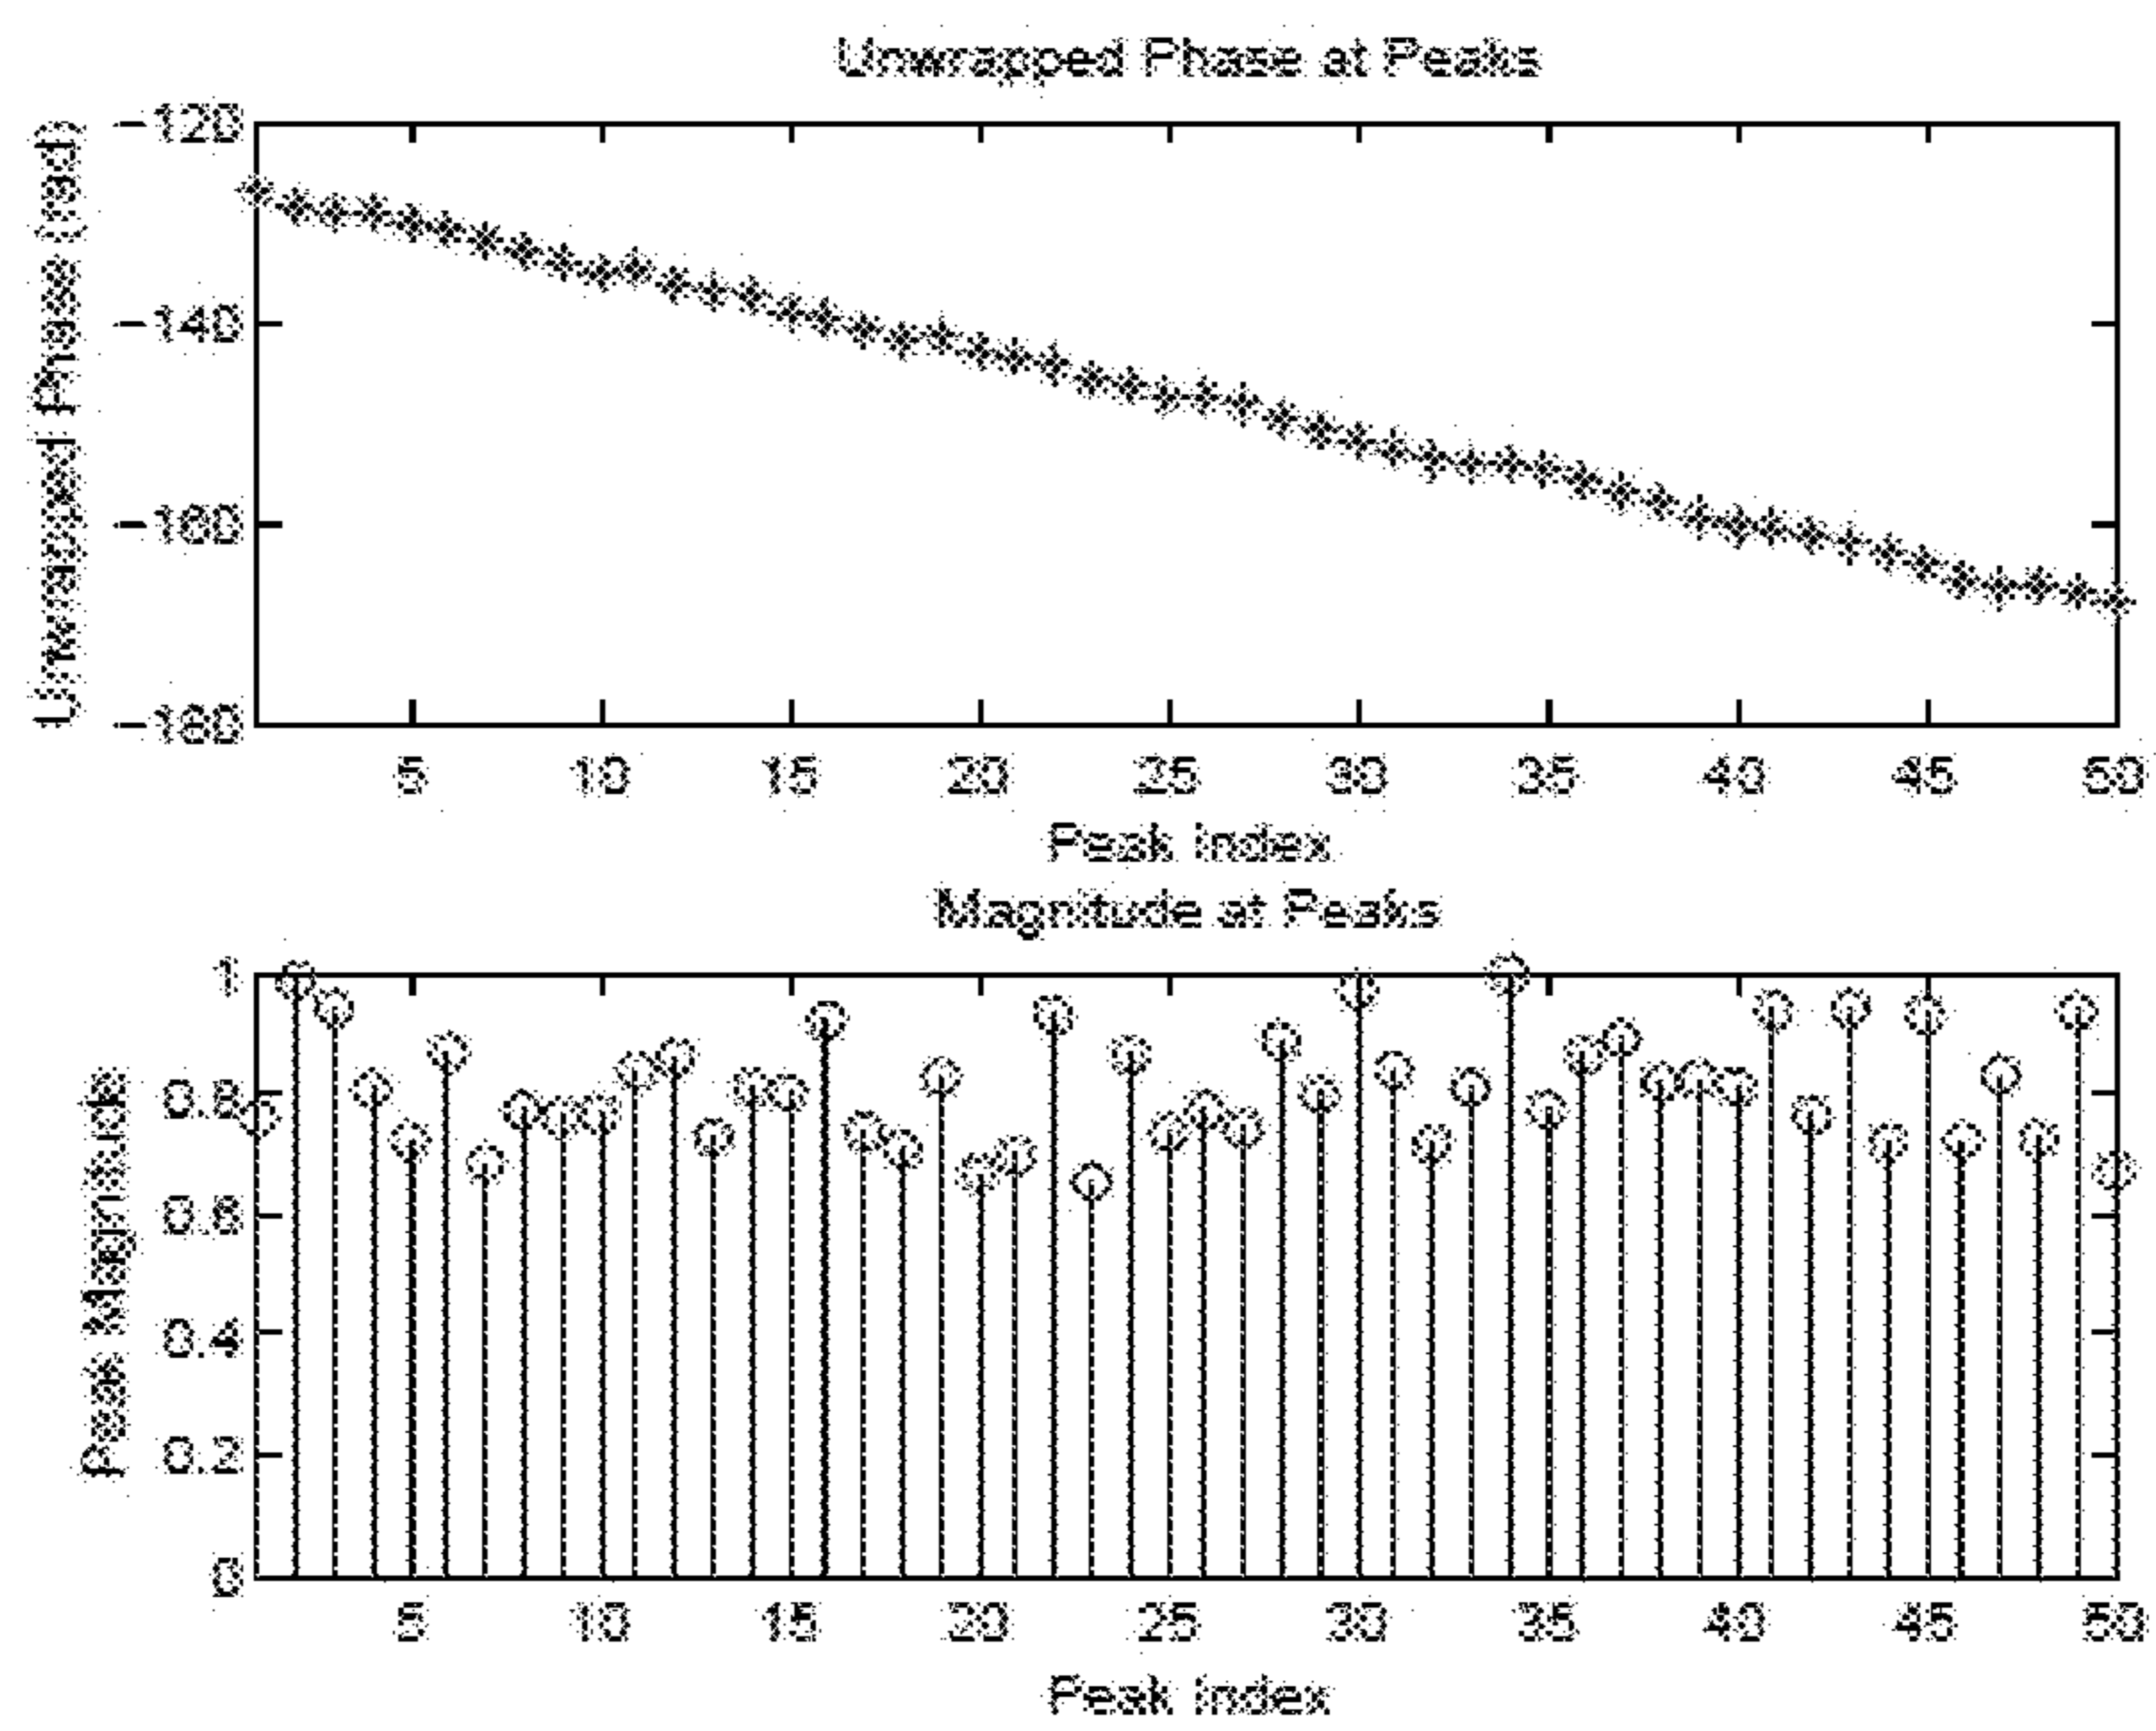 Unwrapped Phase at Peaks
Unwrapped Phase (rad)
-120
-140
-160
-180
5 10 15 20 25 30 35 40 45 50
Peak Index
Magnitude at Peaks
Peak Magnitude
1
0.8
0.6
0.4
0.2
0
5 10 15 20 25 30 35 40 45 50
Peak Index